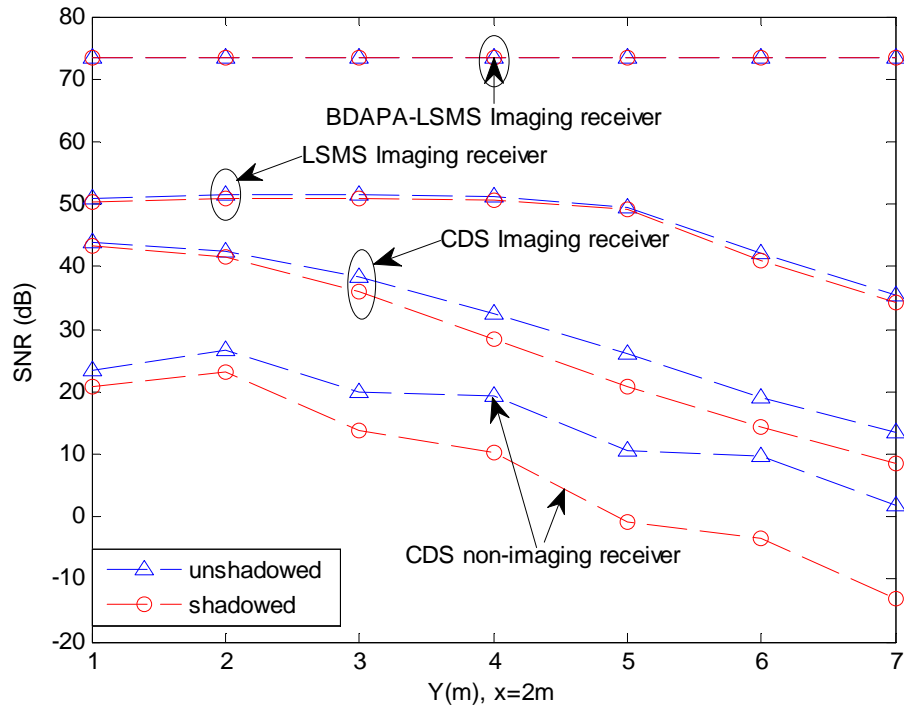 80
70
60
50
40
30
20
10
0
-10
-20
SNR (dB)
BDAPA-LSMS Imaging receiver
LSMS Imaging receiver
CDS Imaging receiver
CDS non-imaging receiver
unshadowed
shadowed
1 2 3 4 5 6 7
Y(m), x=2m